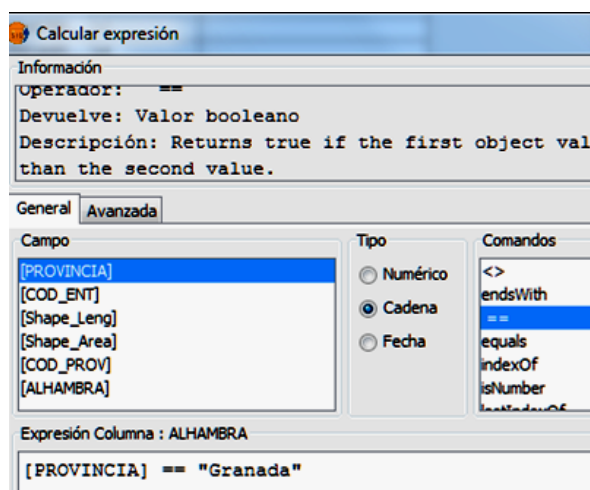 Calcular expresión
Información
Operador: ==
Devuelve: Valor booleano
Descripción: Returns true if the first object val
than the second value.
General Avanzada
Campo
[PROVINCIA]
[COD_ENT]
[Shape_Leng]
[Shape_Area]
[COD_PROV]
[ALHAMBRA]
Tipo
Numérico
Cadena
Fecha
Comandos
<>
endsWith
==
equals
indexOf
isNumber
lastIndexOf
Expresión Columna : ALHAMBRA
[PROVINCIA] == "Granada"